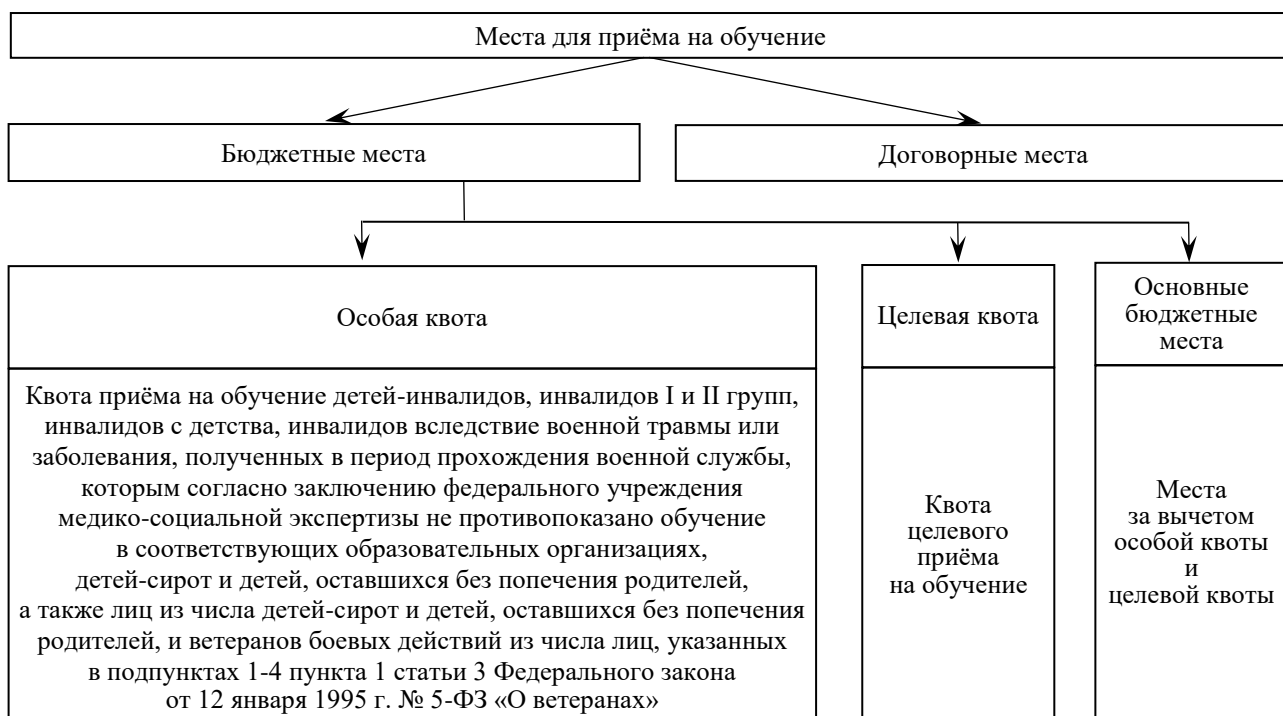 Места для приёма на обучение
Бюджетные места
Договорные места
Особая квота
Целевая квота
Основные
бюджетные
места
Квота приёма на обучение детей-инвалидов, инвалидов I и II групп,
инвалидов с детства, инвалидов вследствие военной травмы или
заболевания, полученных в период прохождения военной службы,
которым согласно заключению федерального учреждения
медико-социальной экспертизы не противопоказано обучение
в соответствующих образовательных организациях,
детей-сирот и детей, оставшихся без попечения родителей,
а также лиц из числа детей-сирот и детей, оставшихся без попечения
родителей, и ветеранов боевых действий из числа лиц, указанных
в подпунктах 1-4 пункта 1 статьи 3 Федерального закона
от 12 января 1995 г. № 5-ФЗ «О ветеранах»
Квота
целевого
приёма
на обучение
Места
за вычетом
особой квоты
и
целевой квоты